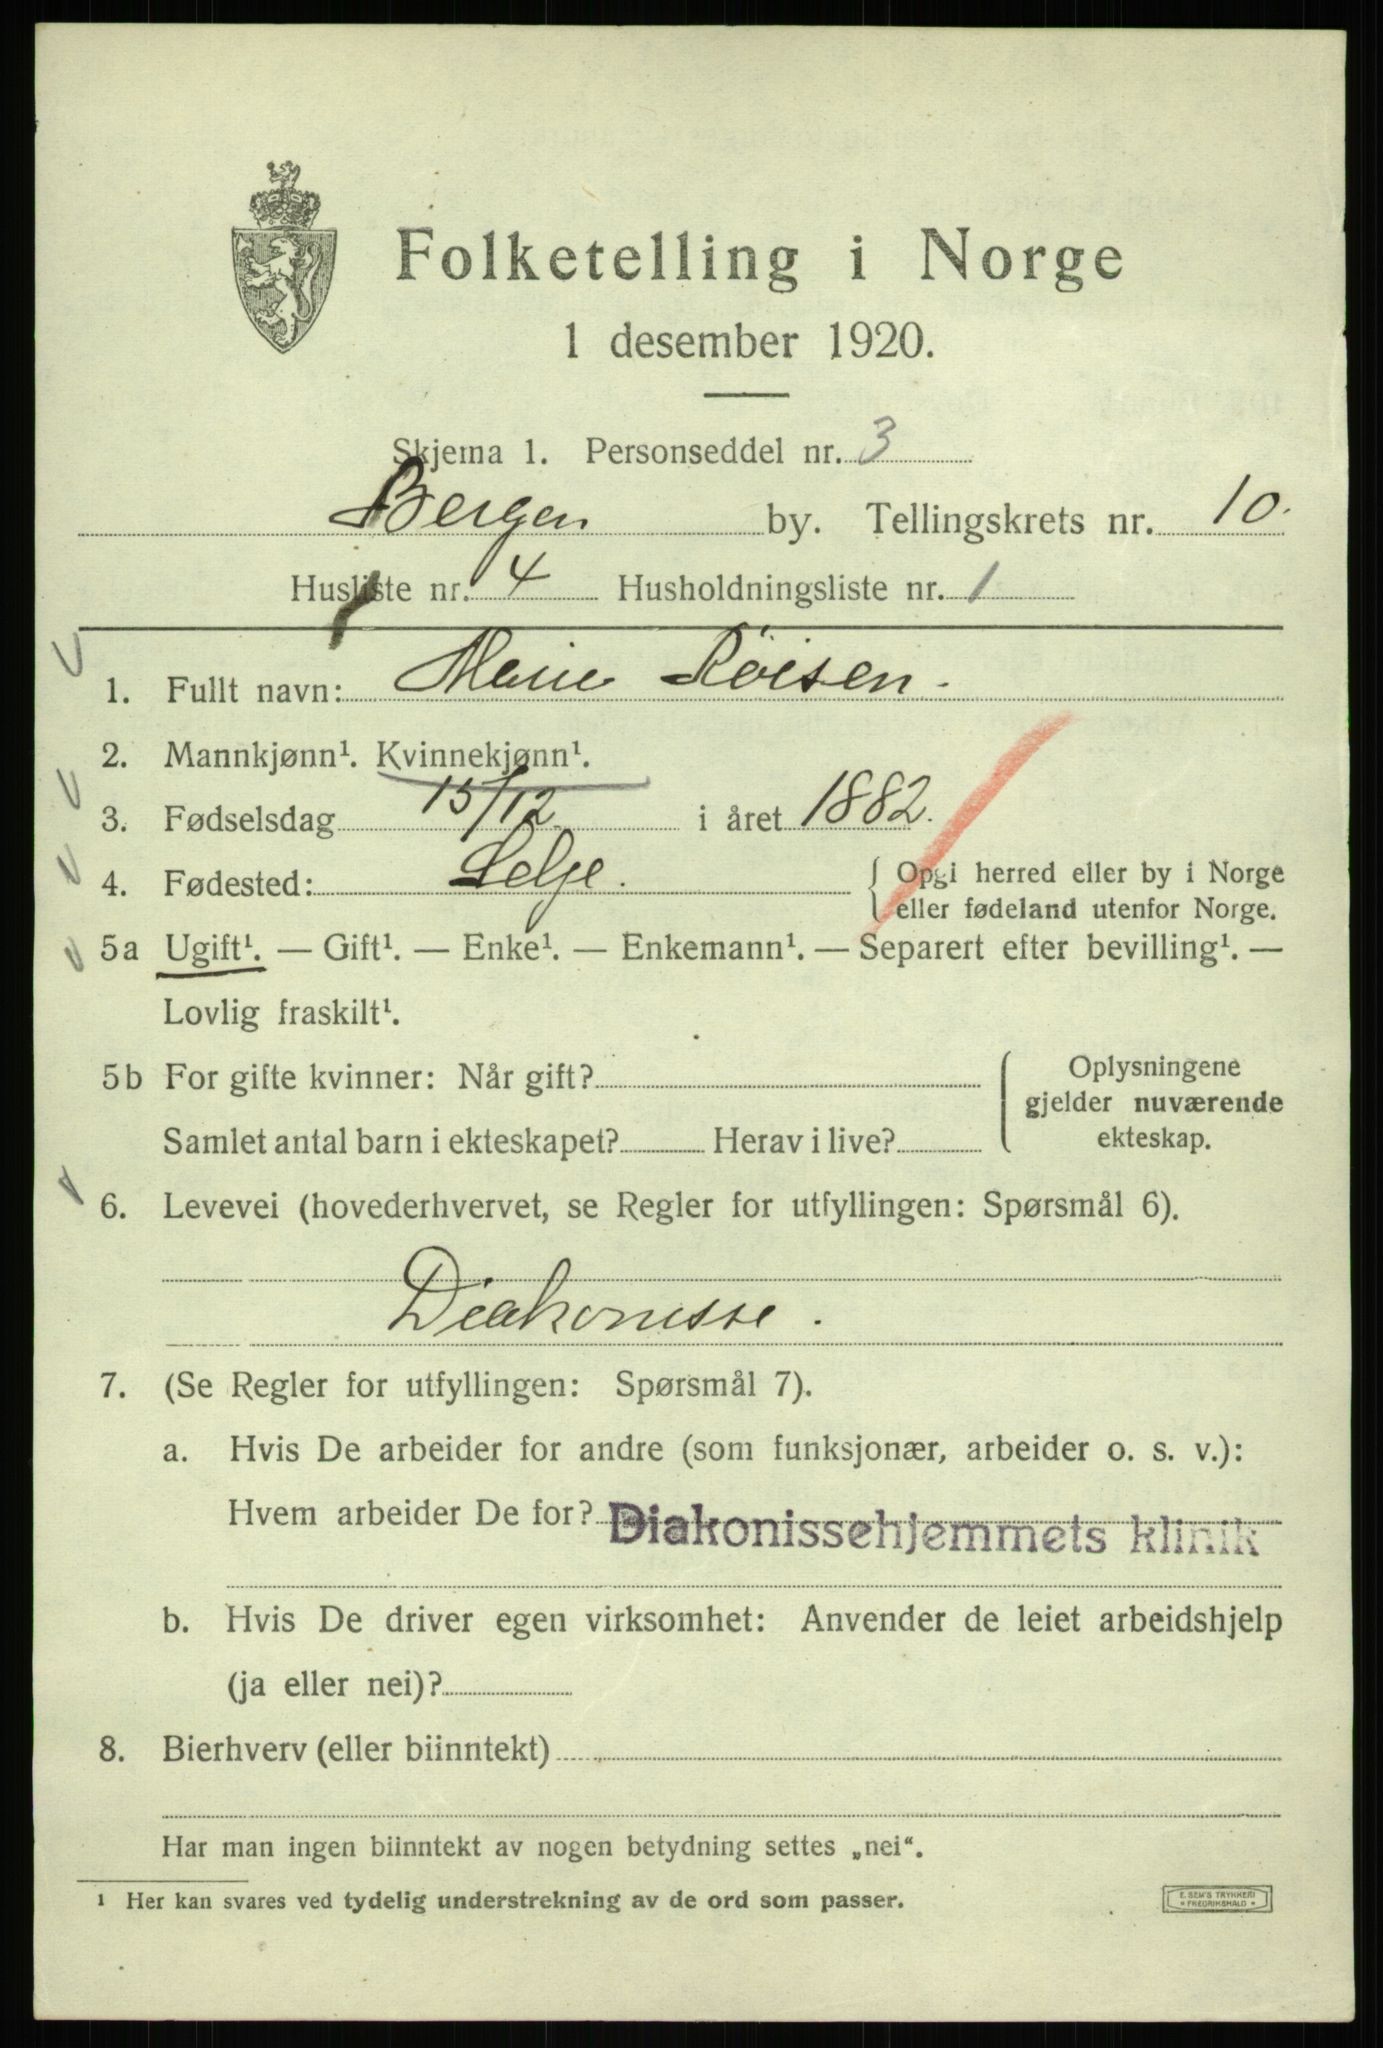 Folketelling i Norge
1 desember 1920.
Skjema 1. Personseddel nr. 3
Bergen by. Tellingskrets nr. 10.
Husliste nr. 4 Husholdningsliste nr. 1
1. Fullt navn: Marie Røisen.
2. Mannkjønn¹. Kvinnekjønn¹.
3. Fødselsdag 15/12 i året 1882.
4. Fødested: Selje. { Opgi herred eller by i Norge
eller fødeland utenfor Norge.
5a Ugift¹. — Gift¹. — Enke¹. — Enkemann¹. — Separert efter bevilling¹. —
Lovlig fraskilt¹.
5b For gifte kvinner: Når gift? { Oplysningene
gjelder nuværende
Samlet antal barn i ekteskapet? Herav i live? ekteskap.
6. Levevei (hovederhvervet, se Regler for utfyllingen: Spørsmål 6).
Diakonisse.
7. (Se Regler for utfyllingen: Spørsmål 7).
a. Hvis De arbeider for andre (som funksjonær, arbeider o. s. v.):
Hvem arbeider De for? Diakonissehjemmets klinik
b. Hvis De driver egen virksomhet: Anvender de leiet arbeidshjelp
(ja eller nei)?
8. Bierhverv (eller biinntekt)
Har man ingen biinntekt av nogen betydning settes „nei“.
¹ Her kan svares ved tydelig understrekning av de ord som passer.
E. SEM'S TRYKKERI
• FREDRIKSHALD •